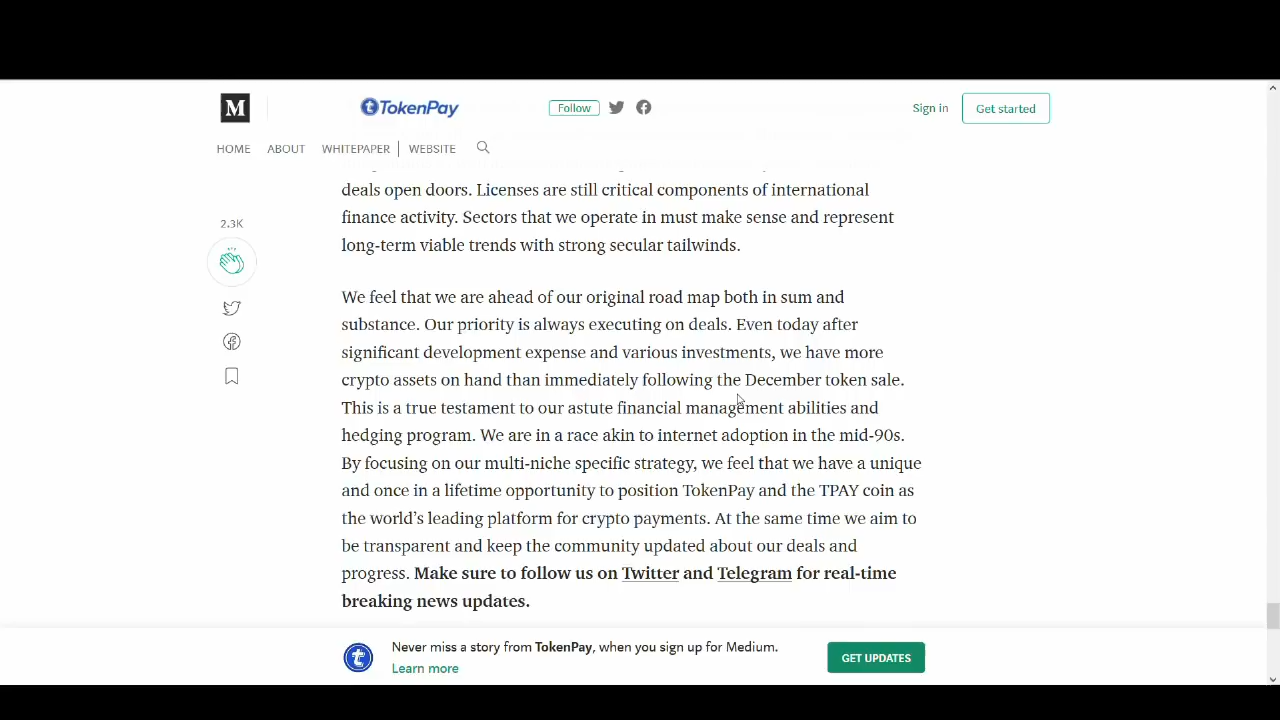 M
TokenPay
Follow
Sign in
Get started
HOME
ABOUT
WHITEPAPER
WEBSITE
deals open doors. Licenses are still critical components of international
finance activity. Sectors that we operate in must make sense and represent
long-term viable trends with strong secular tailwinds.
2.3K
We feel that we are ahead of our original road map both in sum and
substance. Our priority is always executing on deals. Even today after
significant development expense and various investments, we have more
crypto assets on hand than immediately following the December token sale.
This is a true testament to our astute financial management abilities and
hedging program. We are in a race akin to internet adoption in the mid-90s.
By focusing on our multi-niche specific strategy, we feel that we have a unique
and once in a lifetime opportunity to position TokenPay and the TPAY coin as
the world’s leading platform for crypto payments. At the same time we aim to
be transparent and keep the community updated about our deals and
progress. Make sure to follow us on Twitter and Telegram for real-time
breaking news updates.
Never miss a story from TokenPay, when you sign up for Medium.
Learn more
GET UPDATES